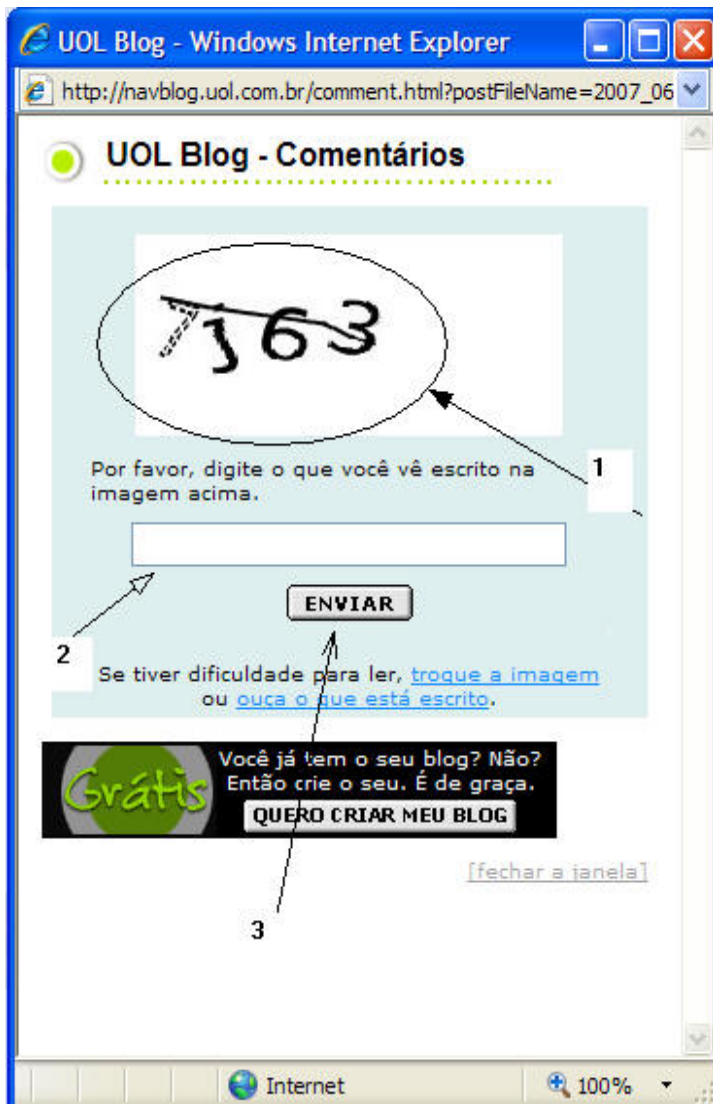 UOL Blog - Windows Internet Explorer
http://navblog.uol.com.br/comment.html?postFileName=2007_06
UOL Blog - Comentários
1
Por favor, digite o que você vê escrito na
imagem acima.
ENVIAR
2
Se tiver dificuldade para ler, troque a imagem
ou ouça o que está escrito.
Grátis
Você já tem o seu blog? Não?
Então crie o seu. É de graça.
QUERO CRIAR MEU BLOG
[fechar a janela]
3
Internet
100%